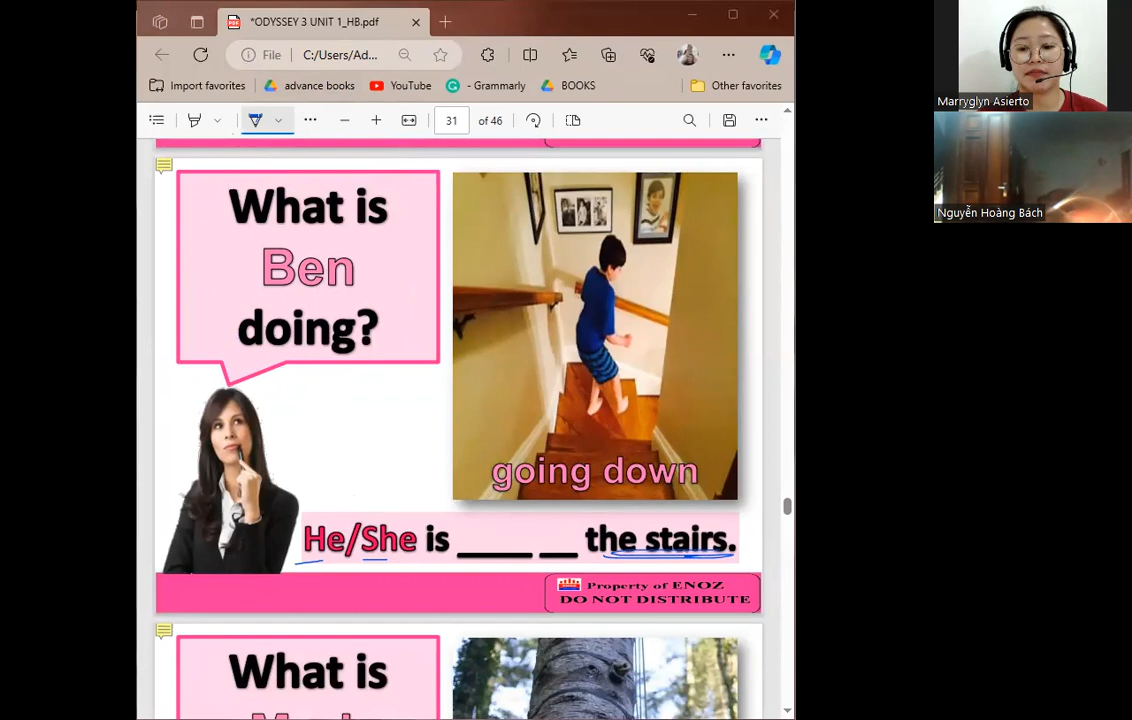 *ODYSSEY 3 UNIT 1_HB.pdf
File
C:/Users/Ad...
Import favorites
advance books
YouTube
- Grammarly
BOOKS
Other favorites
31
of 46
What is
Ben
doing?
going down
He/She is _____ ___ the stairs.
Property of ENOZ
DO NOT DISTRIBUTE
What is
Marryglyn Asierto
Nguyễn Hoàng Bách